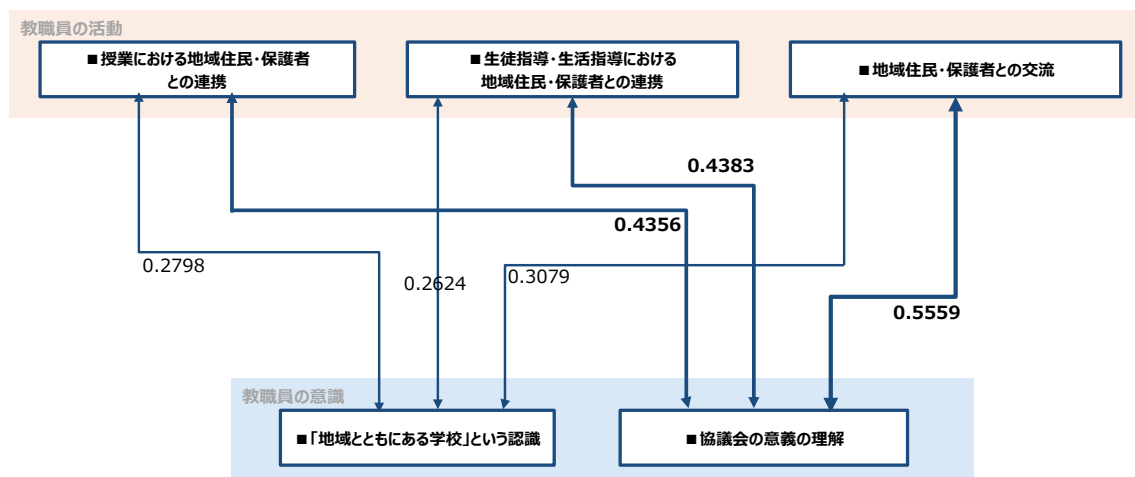 教職員の活動
■授業における地域住民・保護者
との連携
■生徒指導・生活指導における
地域住民・保護者との連携
■地域住民・保護者との交流
0.4383
0.4356
0.2798
0.2624
0.3079
0.5559
教職員の意識
■「地域とともにある学校」という認識
■協議会の意義の理解